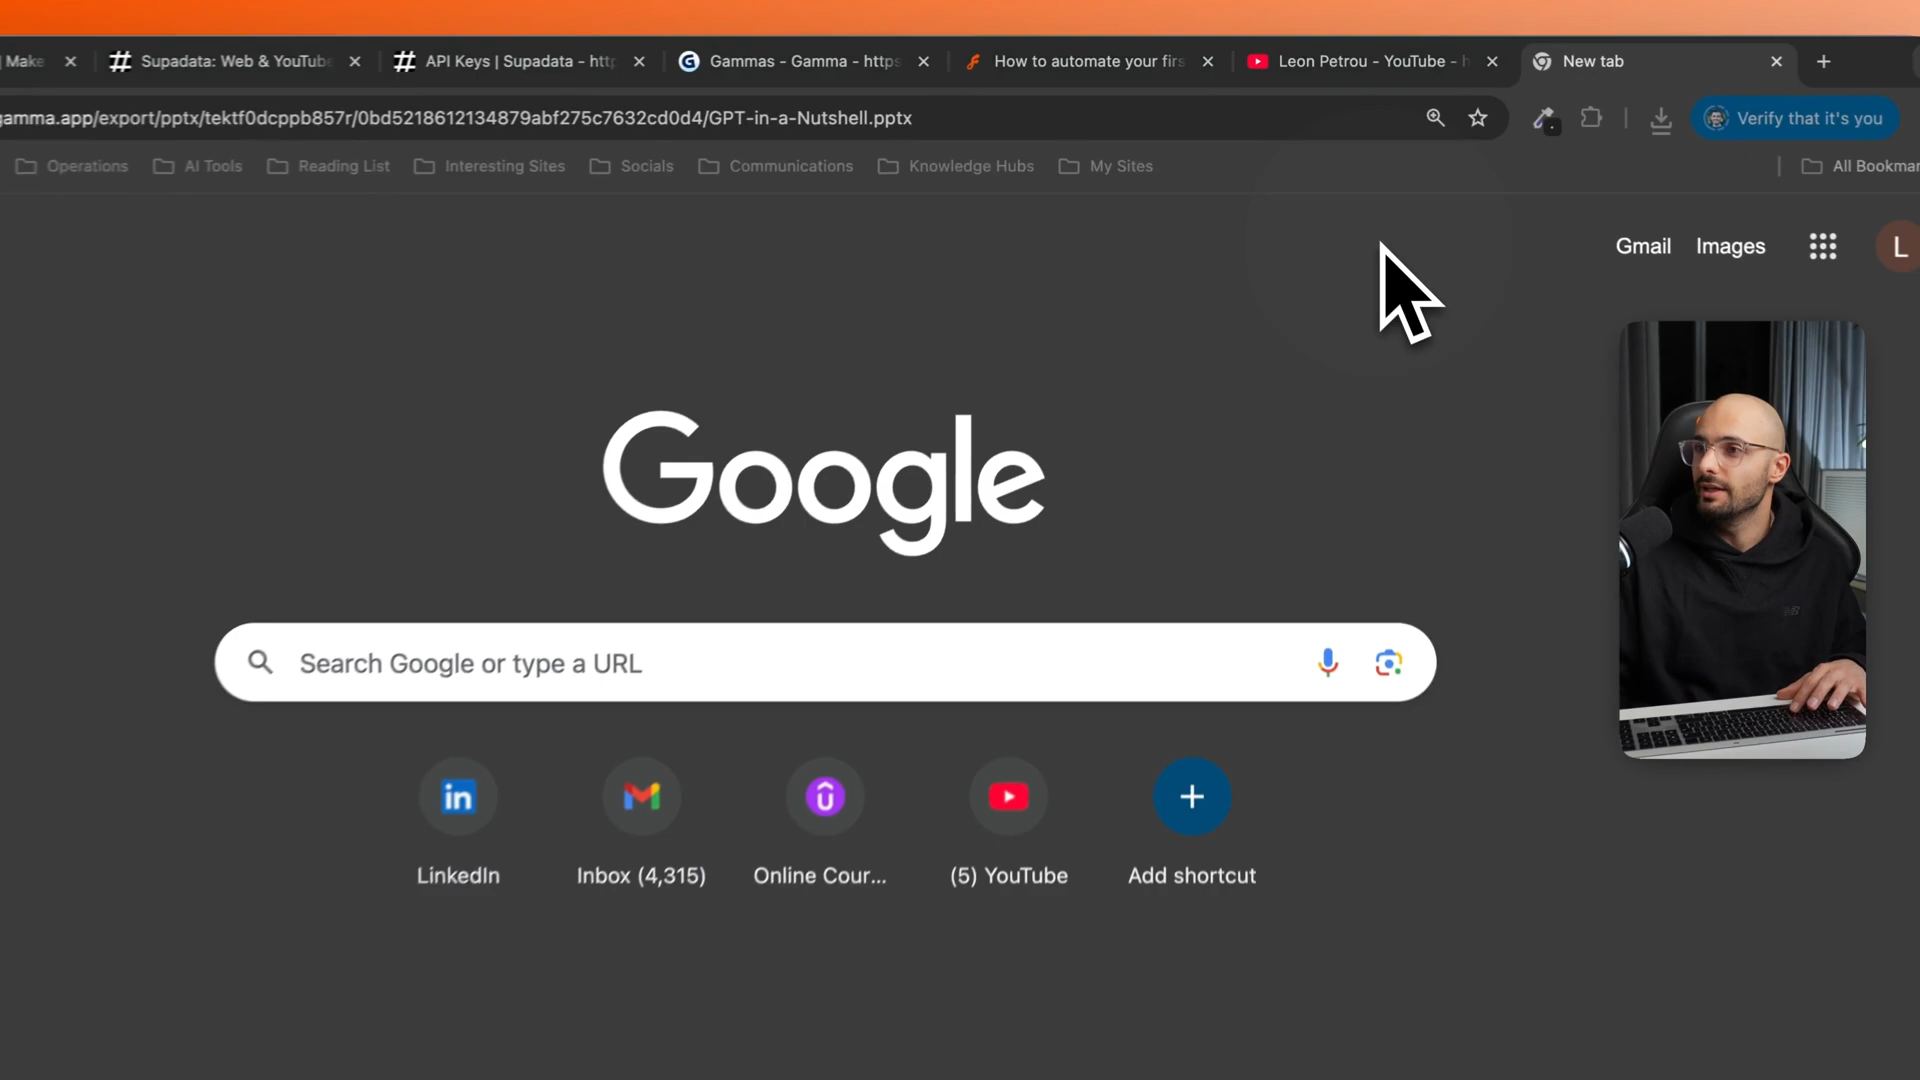 Make
Supadata: Web & YouTube
API Keys | Supadata - http
Gammas - Gamma - https
How to automate your firs
Leon Petrou - YouTube - h
New tab
gamma.app/export/pptx/tektf0dcppb857r/0bd5218612134879abf275c7632cd0d4/GPT-in-a-Nutshell.pptx
Verify that it's you
Operations
AI Tools
Reading List
Interesting Sites
Socials
Communications
Knowledge Hubs
My Sites
All Bookmar
Gmail
Images
L
Google
Search Google or type a URL
LinkedIn
Inbox (4,315)
Online Cour...
(5) YouTube
Add shortcut